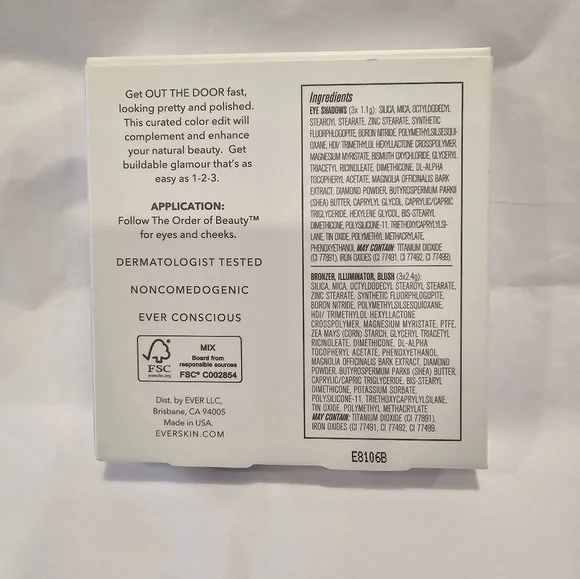 Get OUT THE DOOR fast,
looking pretty and polished.
This curated color edit will
complement and enhance
your natural beauty. Get
buildable glamour that's as
easy as 1-2-3.
APPLICATION:
Follow The Order of Beauty™
for eyes and cheeks.
DERMATOLOGIST TESTED
NONCOMEDOGENIC
EVER CONSCIOUS
FSC
www.fsc.org
MIX
Board from
responsible sources
FSC® C002854
Dist. by EVER LLC,
Brisbane, CA 94005
Made in USA.
EVERSKIN.COM
Ingredients
EYE SHADOWS (3x 1.1g): SILICA, MICA, OCTYLDODECYL
STEAROYL STEARATE, ZINC STEARATE, SYNTHETIC
FLUORPHLOGOPITE, BORON NITRIDE, POLYMETHYLSILSESQUI-
OXANE, HDI/ TRIMETHYLOL HEXYLLACTONE CROSSPOLYMER,
MAGNESIUM MYRISTATE, BISMUTH OXYCHLORIDE, GLYCERYL
TRIACETYL RICINOLEATE, DIMETHICONE, DL-ALPHA
TOCOPHERYL ACETATE, MAGNOLIA OFFICINALIS BARK
EXTRACT, DIAMOND POWDER, BUTYROSPERMUM PARKII
(SHEA) BUTTER, CAPRYLYL GLYCOL, CAPRYLIC/CAPRIC
TRIGLYCERIDE, HEXYLENE GLYCOL, BIS-STEARYL
DIMETHICONE, POLYSILICONE-11, TRIETHOXYCAPRYLYLSI-
LANE, TIN OXIDE, POLYMETHYL METHACRYLATE,
PHENOXYETHANOL MAY CONTAIN: TITANIUM DIOXIDE
(CI 77891), IRON OXIDES (CI 77491, CI 77492, CI 77499).
BRONZER, ILLUMINATOR, BLUSH (3x2.4g):
SILICA, MICA, OCTYLDODECYL STEAROYL STEARATE,
ZINC STEARATE, SYNTHETIC FLUORPHLOGOPITE,
BORON NITRIDE, POLYMETHYLSILSESQUIOXANE,
HDI/ TRIMETHYLOL HEXYLLACTONE
CROSSPOLYMER, MAGNESIUM MYRISTATE, PTFE,
ZEA MAYS (CORN) STARCH, GLYCERYL TRIACETYL
RICINOLEATE, DIMETHICONE, DL-ALPHA
TOCOPHERYL ACETATE, PHENOXYETHANOL,
MAGNOLIA OFFICINALIS BARK EXTRACT, DIAMOND
POWDER, BUTYROSPERMUM PARKII (SHEA) BUTTER,
CAPRYLIC/CAPRIC TRIGLYCERIDE, BIS-STEARYL
DIMETHICONE, POTASSIUM SORBATE,
POLYSILICONE-11, TRIETHOXYCAPRYLYLSILANE,
TIN OXIDE, POLYMETHYL METHACRYLATE
MAY CONTAIN: TITANIUM DIOXIDE (CI 77891),
IRON OXIDES (CI 77491, CI 77492, CI 77499.
E8106B